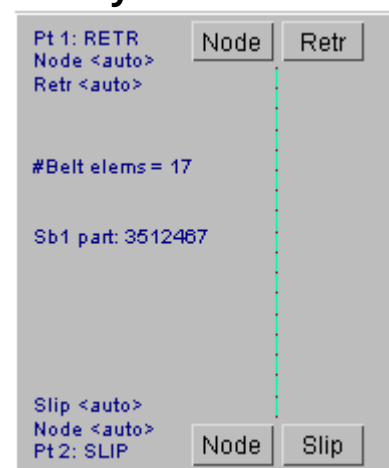 Pt 1: RETR
Node Retr
Node <auto>
Retr <auto>
#Belt elems = 17
Sb1 part: 3512467
Slip <auto>
Node <auto>
Pt 2: SLIP
Node Slip